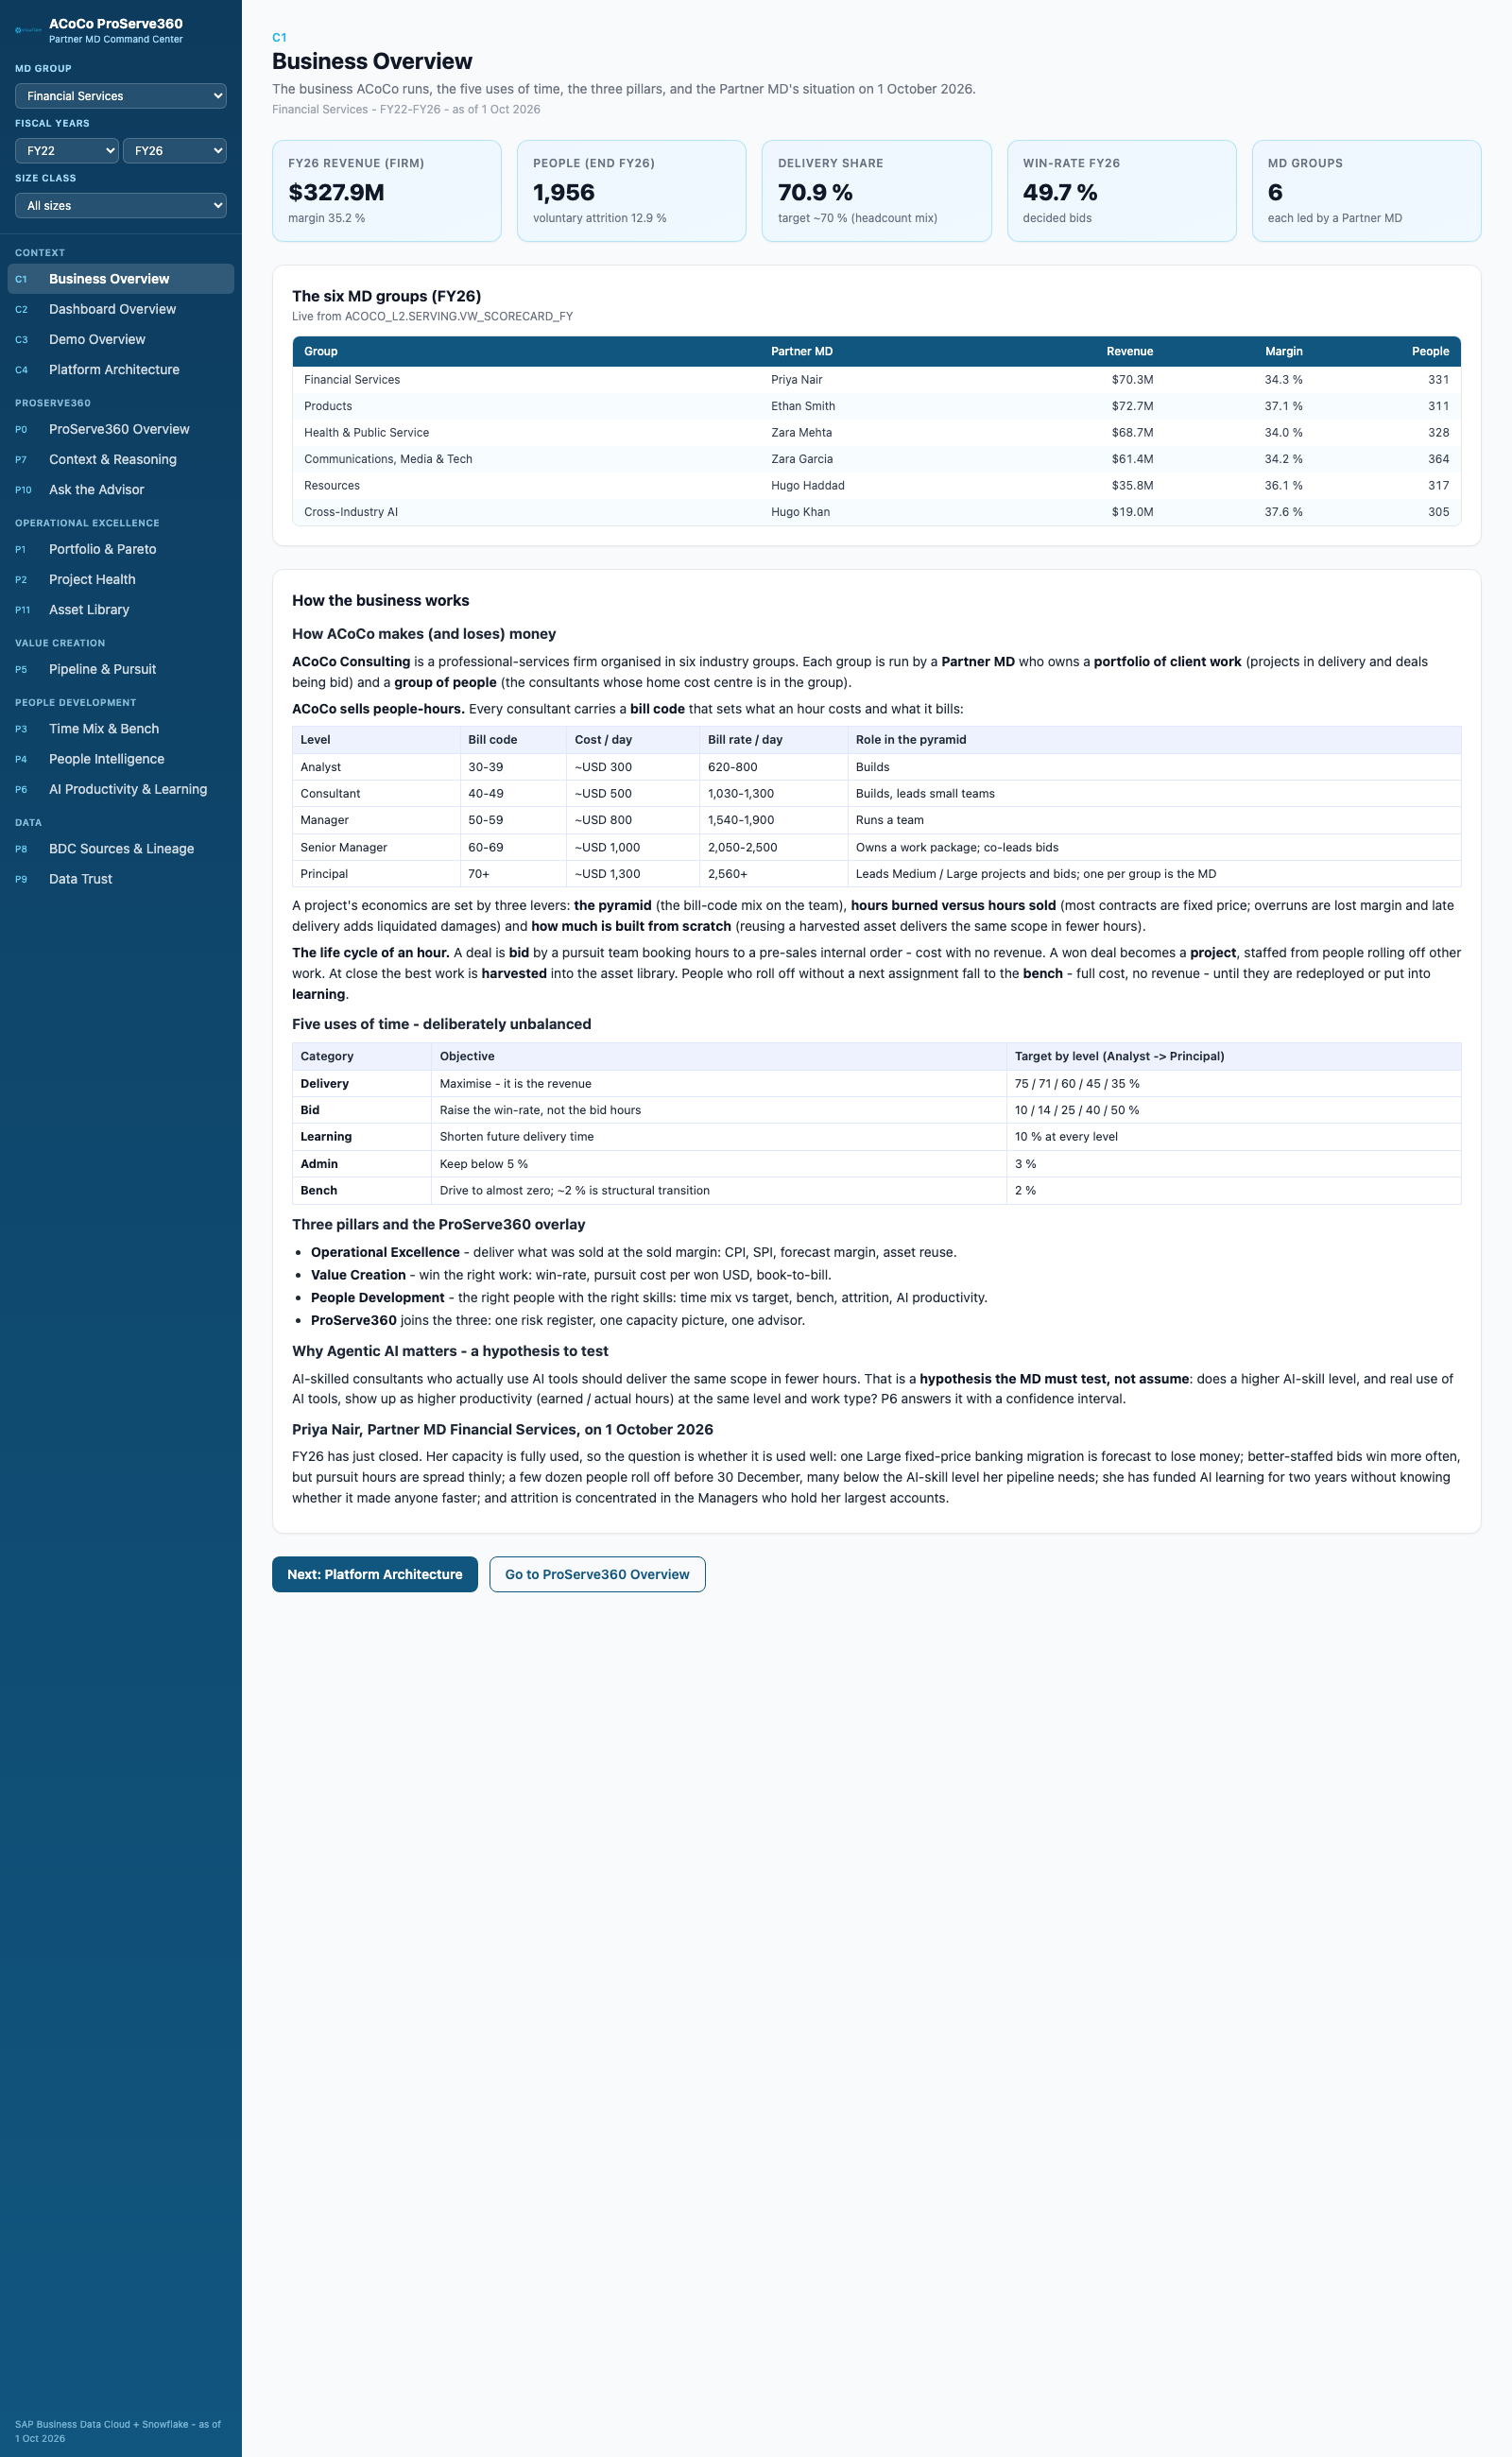 ACoCo ProServe360
Partner MD Command Center
MD GROUP
Financial Services
FISCAL YEARS
FY22 FY26
SIZE CLASS
All sizes
CONTEXT
C1 Business Overview
C2 Dashboard Overview
C3 Demo Overview
C4 Platform Architecture
PROSERVE360
P0 ProServe360 Overview
P7 Context & Reasoning
P10 Ask the Advisor
OPERATIONAL EXCELLENCE
P1 Portfolio & Pareto
P2 Project Health
P11 Asset Library
VALUE CREATION
P5 Pipeline & Pursuit
PEOPLE DEVELOPMENT
P3 Time Mix & Bench
P4 People Intelligence
P6 AI Productivity & Learning
DATA
P8 BDC Sources & Lineage
P9 Data Trust
SAP Business Data Cloud + Snowflake - as of
1 Oct 2026
C1
Business Overview
The business ACoCo runs, the five uses of time, the three pillars, and the Partner MD's situation on 1 October 2026.
Financial Services - FY22-FY26 - as of 1 Oct 2026
FY26 REVENUE (FIRM)
$327.9M
margin 35.2 %
PEOPLE (END FY26)
1,956
voluntary attrition 12.9 %
DELIVERY SHARE
70.9 %
target ~70 % (headcount mix)
WIN-RATE FY26
49.7 %
decided bids
MD GROUPS
6
each led by a Partner MD
The six MD groups (FY26)
Live from ACOCO_L2.SERVING.VW_SCORECARD_FY
Group Partner MD Revenue Margin People
Financial Services Priya Nair $70.3M 34.3 % 331
Products Ethan Smith $72.7M 37.1 % 311
Health & Public Service Zara Mehta $68.7M 34.0 % 328
Communications, Media & Tech Zara Garcia $61.4M 34.2 % 364
Resources Hugo Haddad $35.8M 36.1 % 317
Cross-Industry AI Hugo Khan $19.0M 37.6 % 305
How the business works
How ACoCo makes (and loses) money
ACoCo Consulting is a professional-services firm organised in six industry groups. Each group is run by a Partner MD who owns a portfolio of client work (projects in delivery and deals
being bid) and a group of people (the consultants whose home cost centre is in the group).
ACoCo sells people-hours. Every consultant carries a bill code that sets what an hour costs and what it bills:
Level Bill code Cost / day Bill rate / day Role in the pyramid
Analyst 30-39 ~USD 300 620-800 Builds
Consultant 40-49 ~USD 500 1,030-1,300 Builds, leads small teams
Manager 50-59 ~USD 800 1,540-1,900 Runs a team
Senior Manager 60-69 ~USD 1,000 2,050-2,500 Owns a work package; co-leads bids
Principal 70+ ~USD 1,300 2,560+ Leads Medium / Large projects and bids; one per group is the MD
A project's economics are set by three levers: the pyramid (the bill-code mix on the team), hours burned versus hours sold (most contracts are fixed price; overruns are lost margin and late
delivery adds liquidated damages) and how much is built from scratch (reusing a harvested asset delivers the same scope in fewer hours).
The life cycle of an hour. A deal is bid by a pursuit team booking hours to a pre-sales internal order - cost with no revenue. A won deal becomes a project, staffed from people rolling off other
work. At close the best work is harvested into the asset library. People who roll off without a next assignment fall to the bench - full cost, no revenue - until they are redeployed or put into
learning.
Five uses of time - deliberately unbalanced
Category Objective Target by level (Analyst -> Principal)
Delivery Maximise - it is the revenue 75 / 71 / 60 / 45 / 35 %
Bid Raise the win-rate, not the bid hours 10 / 14 / 25 / 40 / 50 %
Learning Shorten future delivery time 10 % at every level
Admin Keep below 5 % 3 %
Bench Drive to almost zero; ~2 % is structural transition 2 %
Three pillars and the ProServe360 overlay
• Operational Excellence - deliver what was sold at the sold margin: CPI, SPI, forecast margin, asset reuse.
• Value Creation - win the right work: win-rate, pursuit cost per won USD, book-to-bill.
• People Development - the right people with the right skills: time mix vs target, bench, attrition, AI productivity.
• ProServe360 joins the three: one risk register, one capacity picture, one advisor.
Why Agentic AI matters - a hypothesis to test
AI-skilled consultants who actually use AI tools should deliver the same scope in fewer hours. That is a hypothesis the MD must test, not assume: does a higher AI-skill level, and real use of
AI tools, show up as higher productivity (earned / actual hours) at the same level and work type? P6 answers it with a confidence interval.
Priya Nair, Partner MD Financial Services, on 1 October 2026
FY26 has just closed. Her capacity is fully used, so the question is whether it is used well: one Large fixed-price banking migration is forecast to lose money; better-staffed bids win more often,
but pursuit hours are spread thinly; a few dozen people roll off before 30 December, many below the AI-skill level her pipeline needs; she has funded AI learning for two years without knowing
whether it made anyone faster; and attrition is concentrated in the Managers who hold her largest accounts.
Next: Platform Architecture
Go to ProServe360 Overview